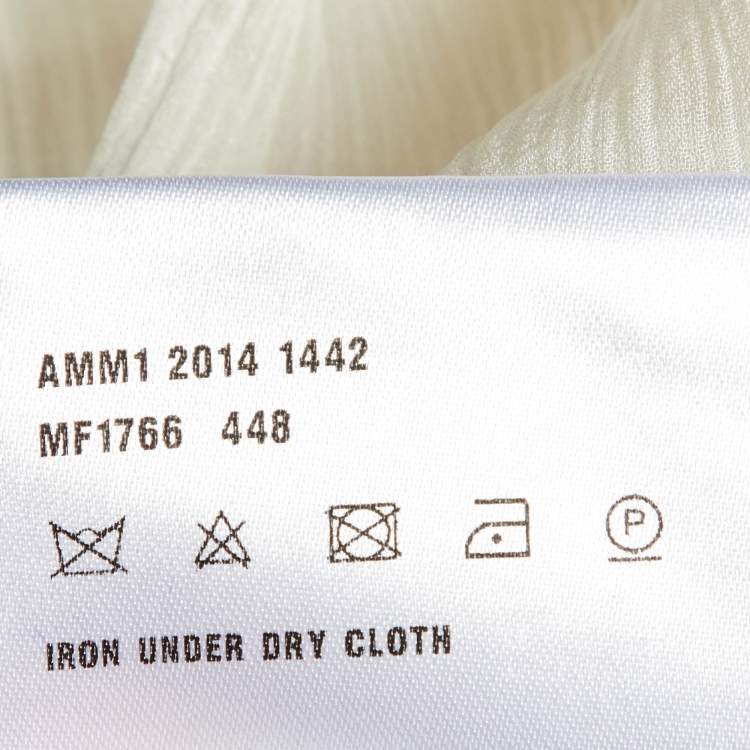 AMM1 2014 1442
MF1766 448
P
IRON UNDER DRY CLOTH